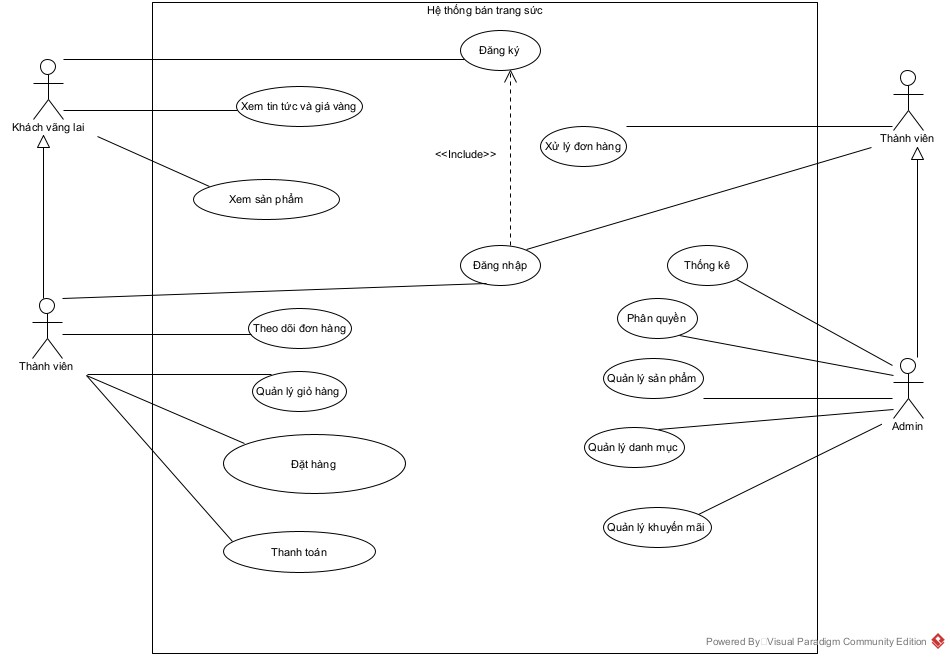 Hệ thống bán trang sức
Đăng ký
Khách vãng lai
Xem tin tức và giá vàng
Thành viên
Xử lý đơn hàng
<<Include>>
Xem sản phẩm
Đăng nhập
Thống kê
Phân quyền
Theo dõi đơn hàng
Thành viên
Quản lý giỏ hàng
Quản lý sản phẩm
Admin
Quản lý danh mục
Đặt hàng
Quản lý khuyến mãi
Thanh toán
Powered By Visual Paradigm Community Edition